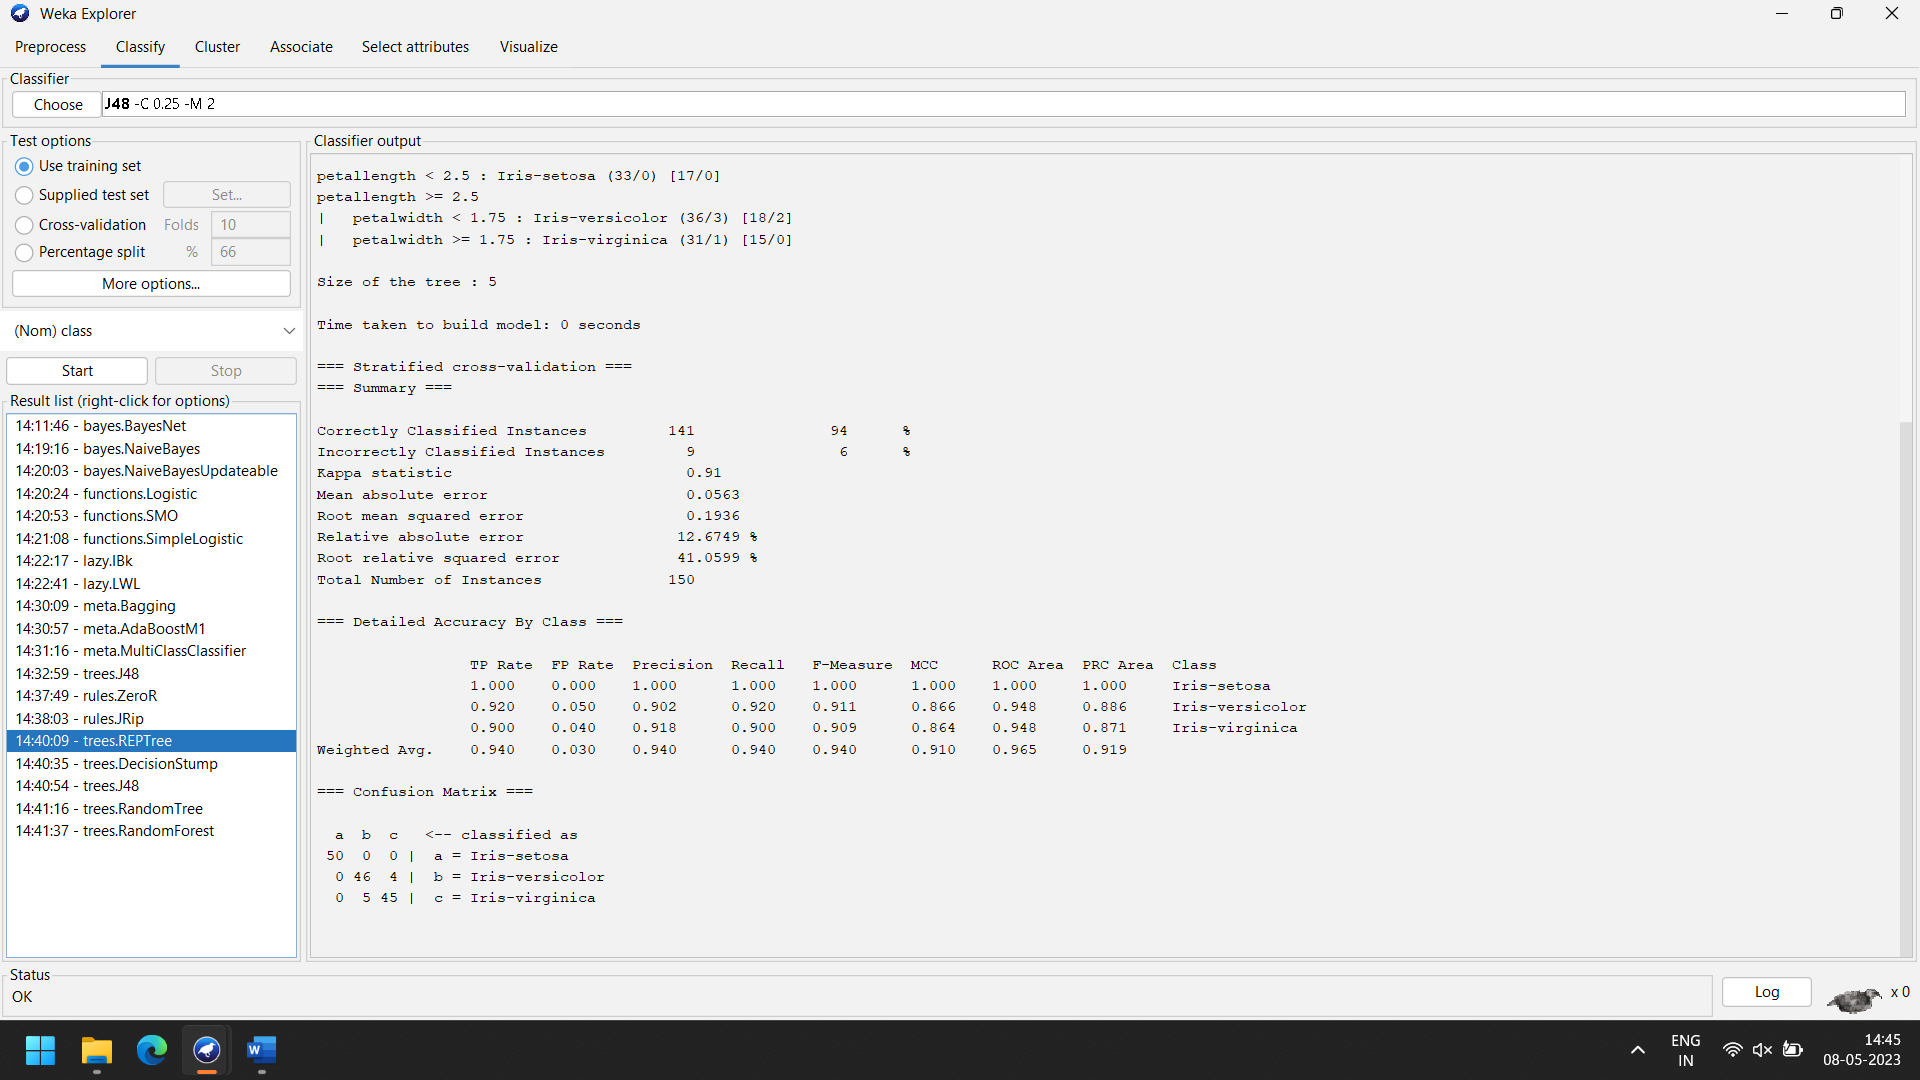 Weka Explorer
Preprocess Classify Cluster Associate Select attributes Visualize
Classifier
Choose J48 -C 0.25 -M 2
Test options
Use training set
Supplied test set Set...
Cross-validation Folds 10
Percentage split % 66
More options...
(Nom) class
Start Stop
Result list (right-click for options)
14:11:46 - bayes.BayesNet
14:19:16 - bayes.NaiveBayes
14:20:03 - bayes.NaiveBayesUpdateable
14:20:24 - functions.Logistic
14:20:53 - functions.SMO
14:21:08 - functions.SimpleLogistic
14:22:17 - lazy.IBk
14:22:41 - lazy.LWL
14:30:09 - meta.Bagging
14:30:57 - meta.AdaBoostM1
14:31:16 - meta.MultiClassClassifier
14:32:59 - trees.J48
14:37:49 - rules.ZeroR
14:38:03 - rules.JRip
14:40:09 - trees.REPTree
14:40:35 - trees.DecisionStump
14:40:54 - trees.J48
14:41:16 - trees.RandomTree
14:41:37 - trees.RandomForest
Classifier output
petallength < 2.5 : Iris-setosa (33/0) [17/0]
petallength >= 2.5
|   petalwidth < 1.75 : Iris-versicolor (36/3) [18/2]
|   petalwidth >= 1.75 : Iris-virginica (31/1) [15/0]
Size of the tree : 5
Time taken to build model: 0 seconds
=== Stratified cross-validation ===
=== Summary ===
Correctly Classified Instances 141 94 %
Incorrectly Classified Instances 9 6 %
Kappa statistic 0.91
Mean absolute error 0.0563
Root mean squared error 0.1936
Relative absolute error 12.6749 %
Root relative squared error 41.0599 %
Total Number of Instances 150
=== Detailed Accuracy By Class ===
TP Rate FP Rate Precision Recall F-Measure MCC ROC Area PRC Area Class
1.000 0.000 1.000 1.000 1.000 1.000 1.000 1.000 Iris-setosa
0.920 0.050 0.902 0.920 0.911 0.866 0.948 0.886 Iris-versicolor
0.900 0.040 0.918 0.900 0.909 0.864 0.948 0.871 Iris-virginica
Weighted Avg. 0.940 0.030 0.940 0.940 0.940 0.910 0.965 0.919
=== Confusion Matrix ===
a b c <-- classified as
50 0 0 | a = Iris-setosa
0 46 4 | b = Iris-versicolor
0 5 45 | c = Iris-virginica
Status
OK
Log x 0
W
ENG
IN
14:45
08-05-2023